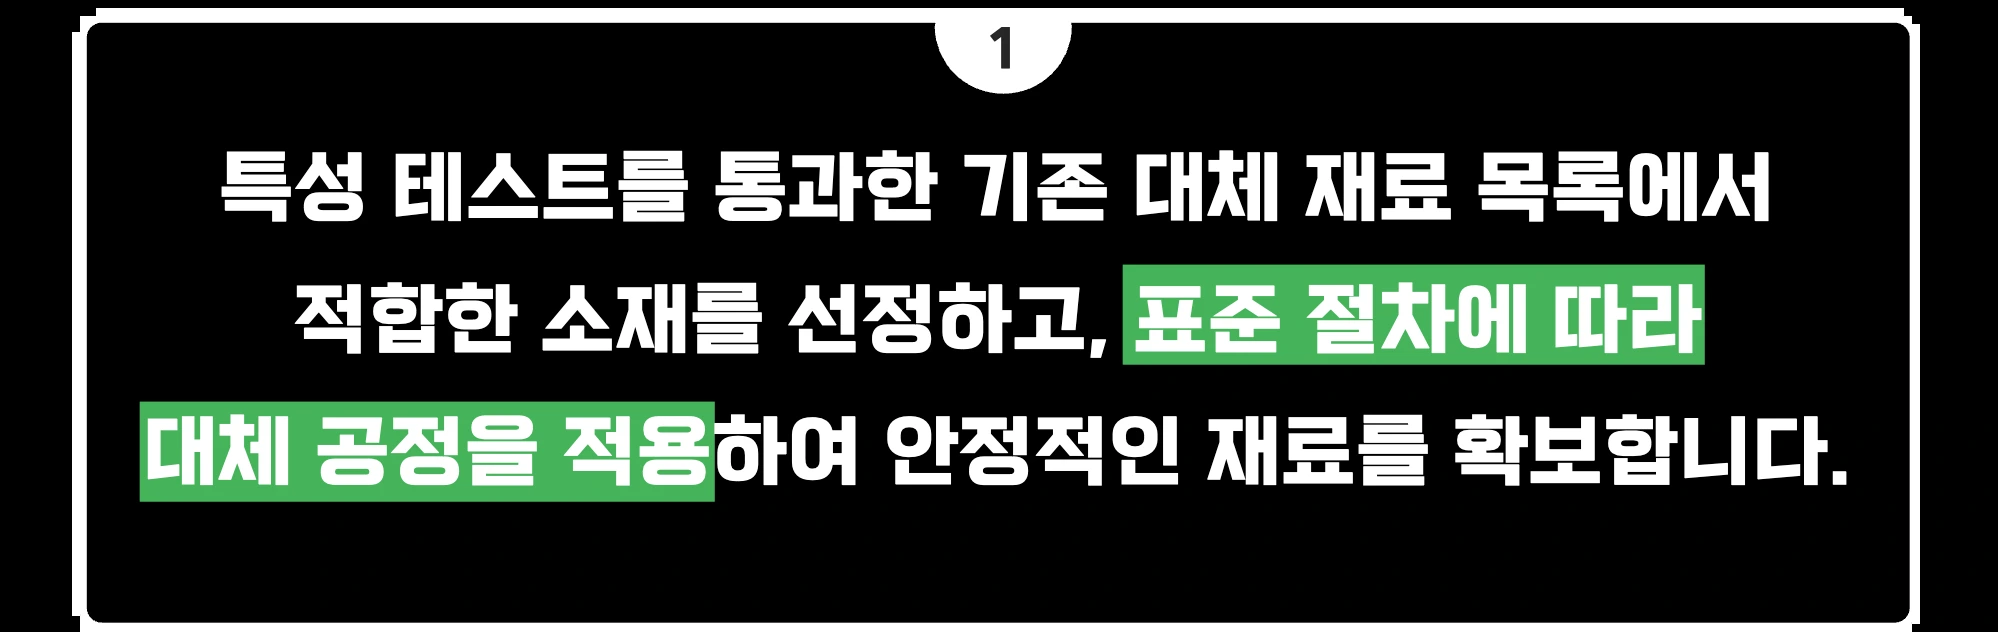 1
특성 테스트를 통과한 기존 대체 재료 목록에서
적합한 소재를 선정하고, 표준 절차에 따라
대체 공정을 적용하여 안정적인 재료를 확보합니다.